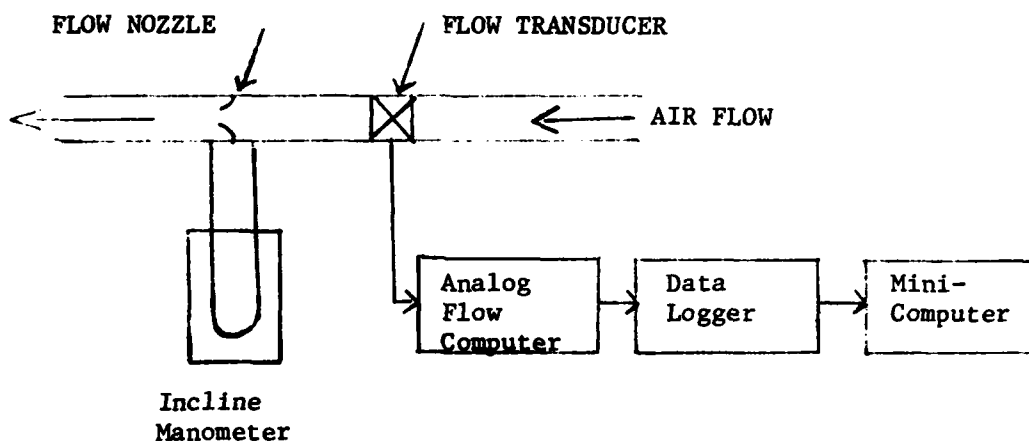 FLOW NOZZLE
FLOW TRANSDUCER
AIR FLOW
Analog
Flow
Computer
Data
Logger
Mini-
Computer
Incline
Manometer